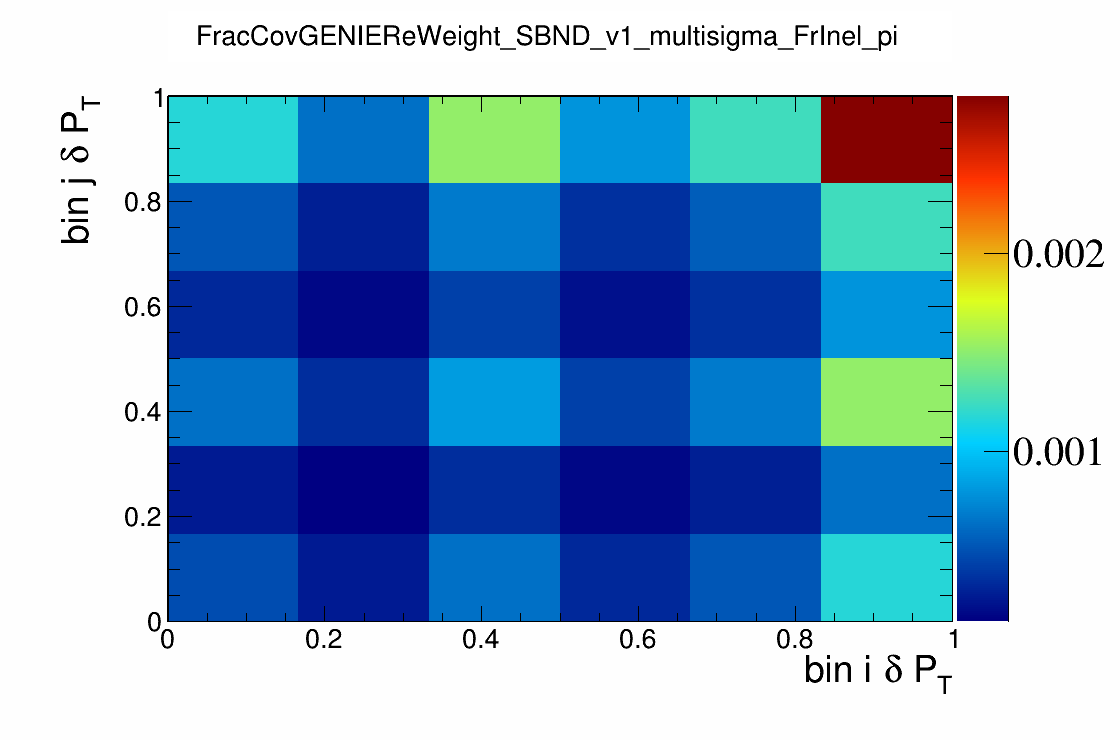 FracCovGENIEReWeight_SBND_v1_multisigma_FrInel_pi
bin j δ P_T
1
0.8
0.6
0.4
0.2
0
0 0.2 0.4 0.6 0.8 1
bin i δ P_T
0.002
0.001